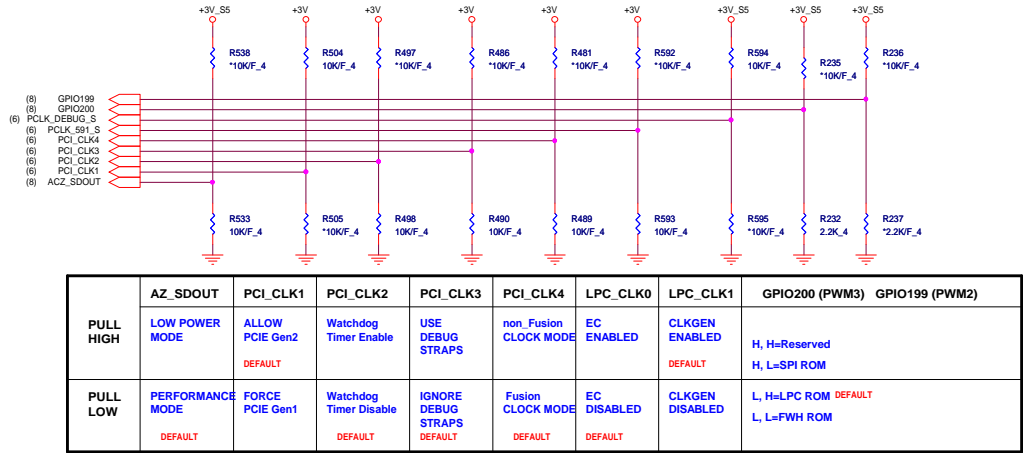 +3V_S5 +3V +3V +3V +3V +3V +3V_S5 +3V_S5 +3V_S5
R538 R504 R497 R486 R481 R592 R594 R235 R236
*10K/F_4 10K/F_4 *10K/F_4 *10K/F_4 *10K/F_4 *10K/F_4 10K/F_4 *10K/F_4 *10K/F_4
(8) GPIO199
(8) GPIO200
(6) PCLK_DEBUG_S
(6) PCLK_591_S
(6) PCI_CLK4
(6) PCI_CLK3
(6) PCI_CLK2
(6) PCI_CLK1
(8) ACZ_SDOUT
R533 R505 R498 R490 R489 R593 R595 R232 R237
10K/F_4 *10K/F_4 10K/F_4 10K/F_4 10K/F_4 10K/F_4 *10K/F_4 2.2K_4 *2.2K/F_4
AZ_SDOUT PCI_CLK1 PCI_CLK2 PCI_CLK3 PCI_CLK4 LPC_CLK0 LPC_CLK1 GPIO200 (PWM3) GPIO199 (PWM2)
PULL HIGH
LOW POWER MODE
ALLOW PCIE Gen2
DEFAULT
Watchdog Timer Enable
USE DEBUG STRAPS
non_Fusion CLOCK MODE
EC ENABLED
CLKGEN ENABLED
DEFAULT
H, H=Reserved
H, L=SPI ROM
PULL LOW
PERFORMANCE MODE
DEFAULT
FORCE PCIE Gen1
Watchdog Timer Disable
DEFAULT
IGNORE DEBUG STRAPS
DEFAULT
Fusion CLOCK MODE
DEFAULT
EC DISABLED
DEFAULT
CLKGEN DISABLED
L, H=LPC ROM DEFAULT
L, L=FWH ROM